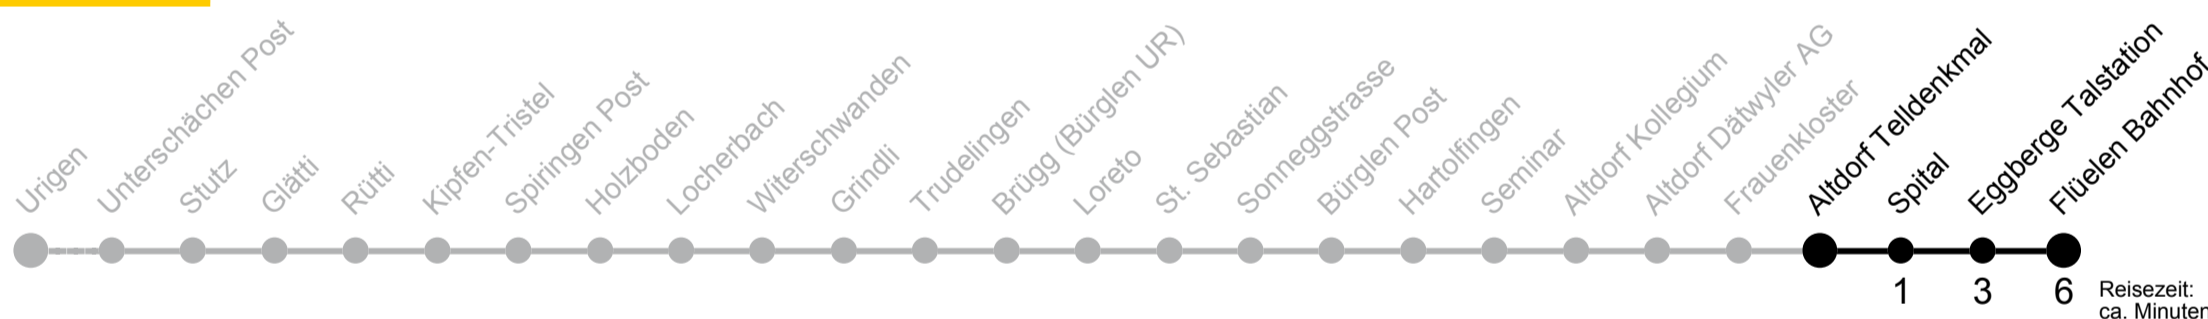 Urigen
Unterschächen Post
Stutz
Glätti
Rütti
Kipfen-Tristel
Spiringen Post
Holzboden
Locherbach
Witerschwanden
Grindli
Trudelingen
Brügg (Bürglen UR)
Loreto
St. Sebastian
Sonneggstrasse
Bürglen Post
Hartolfingen
Seminar
Altdorf Kollegium
Altdorf Dätwyler AG
Frauenkloster
Altdorf Telldenkmal
Spital
Eggberge Talstation
Flüelen Bahnhof
1 3 6
Reisezeit:
ca. Minuten